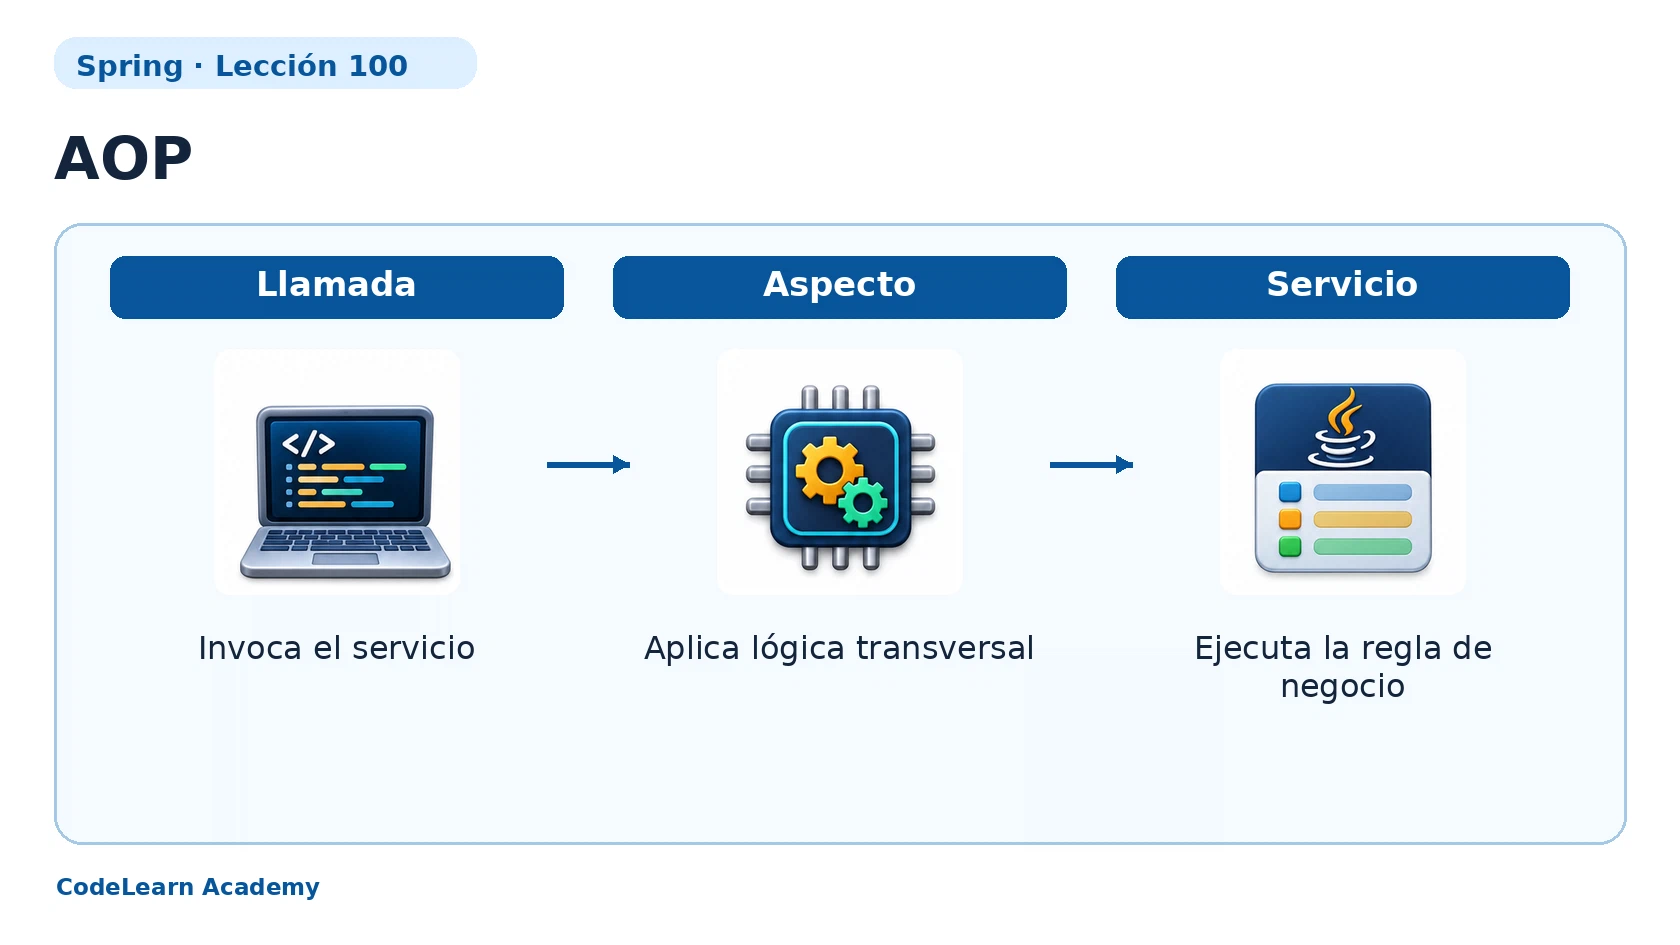 Spring · Lección 100
AOP
Llamada
Aspecto
Servicio
</>
Invoca el servicio
Aplica lógica transversal
Ejecuta la regla de
negocio
CodeLearn Academy